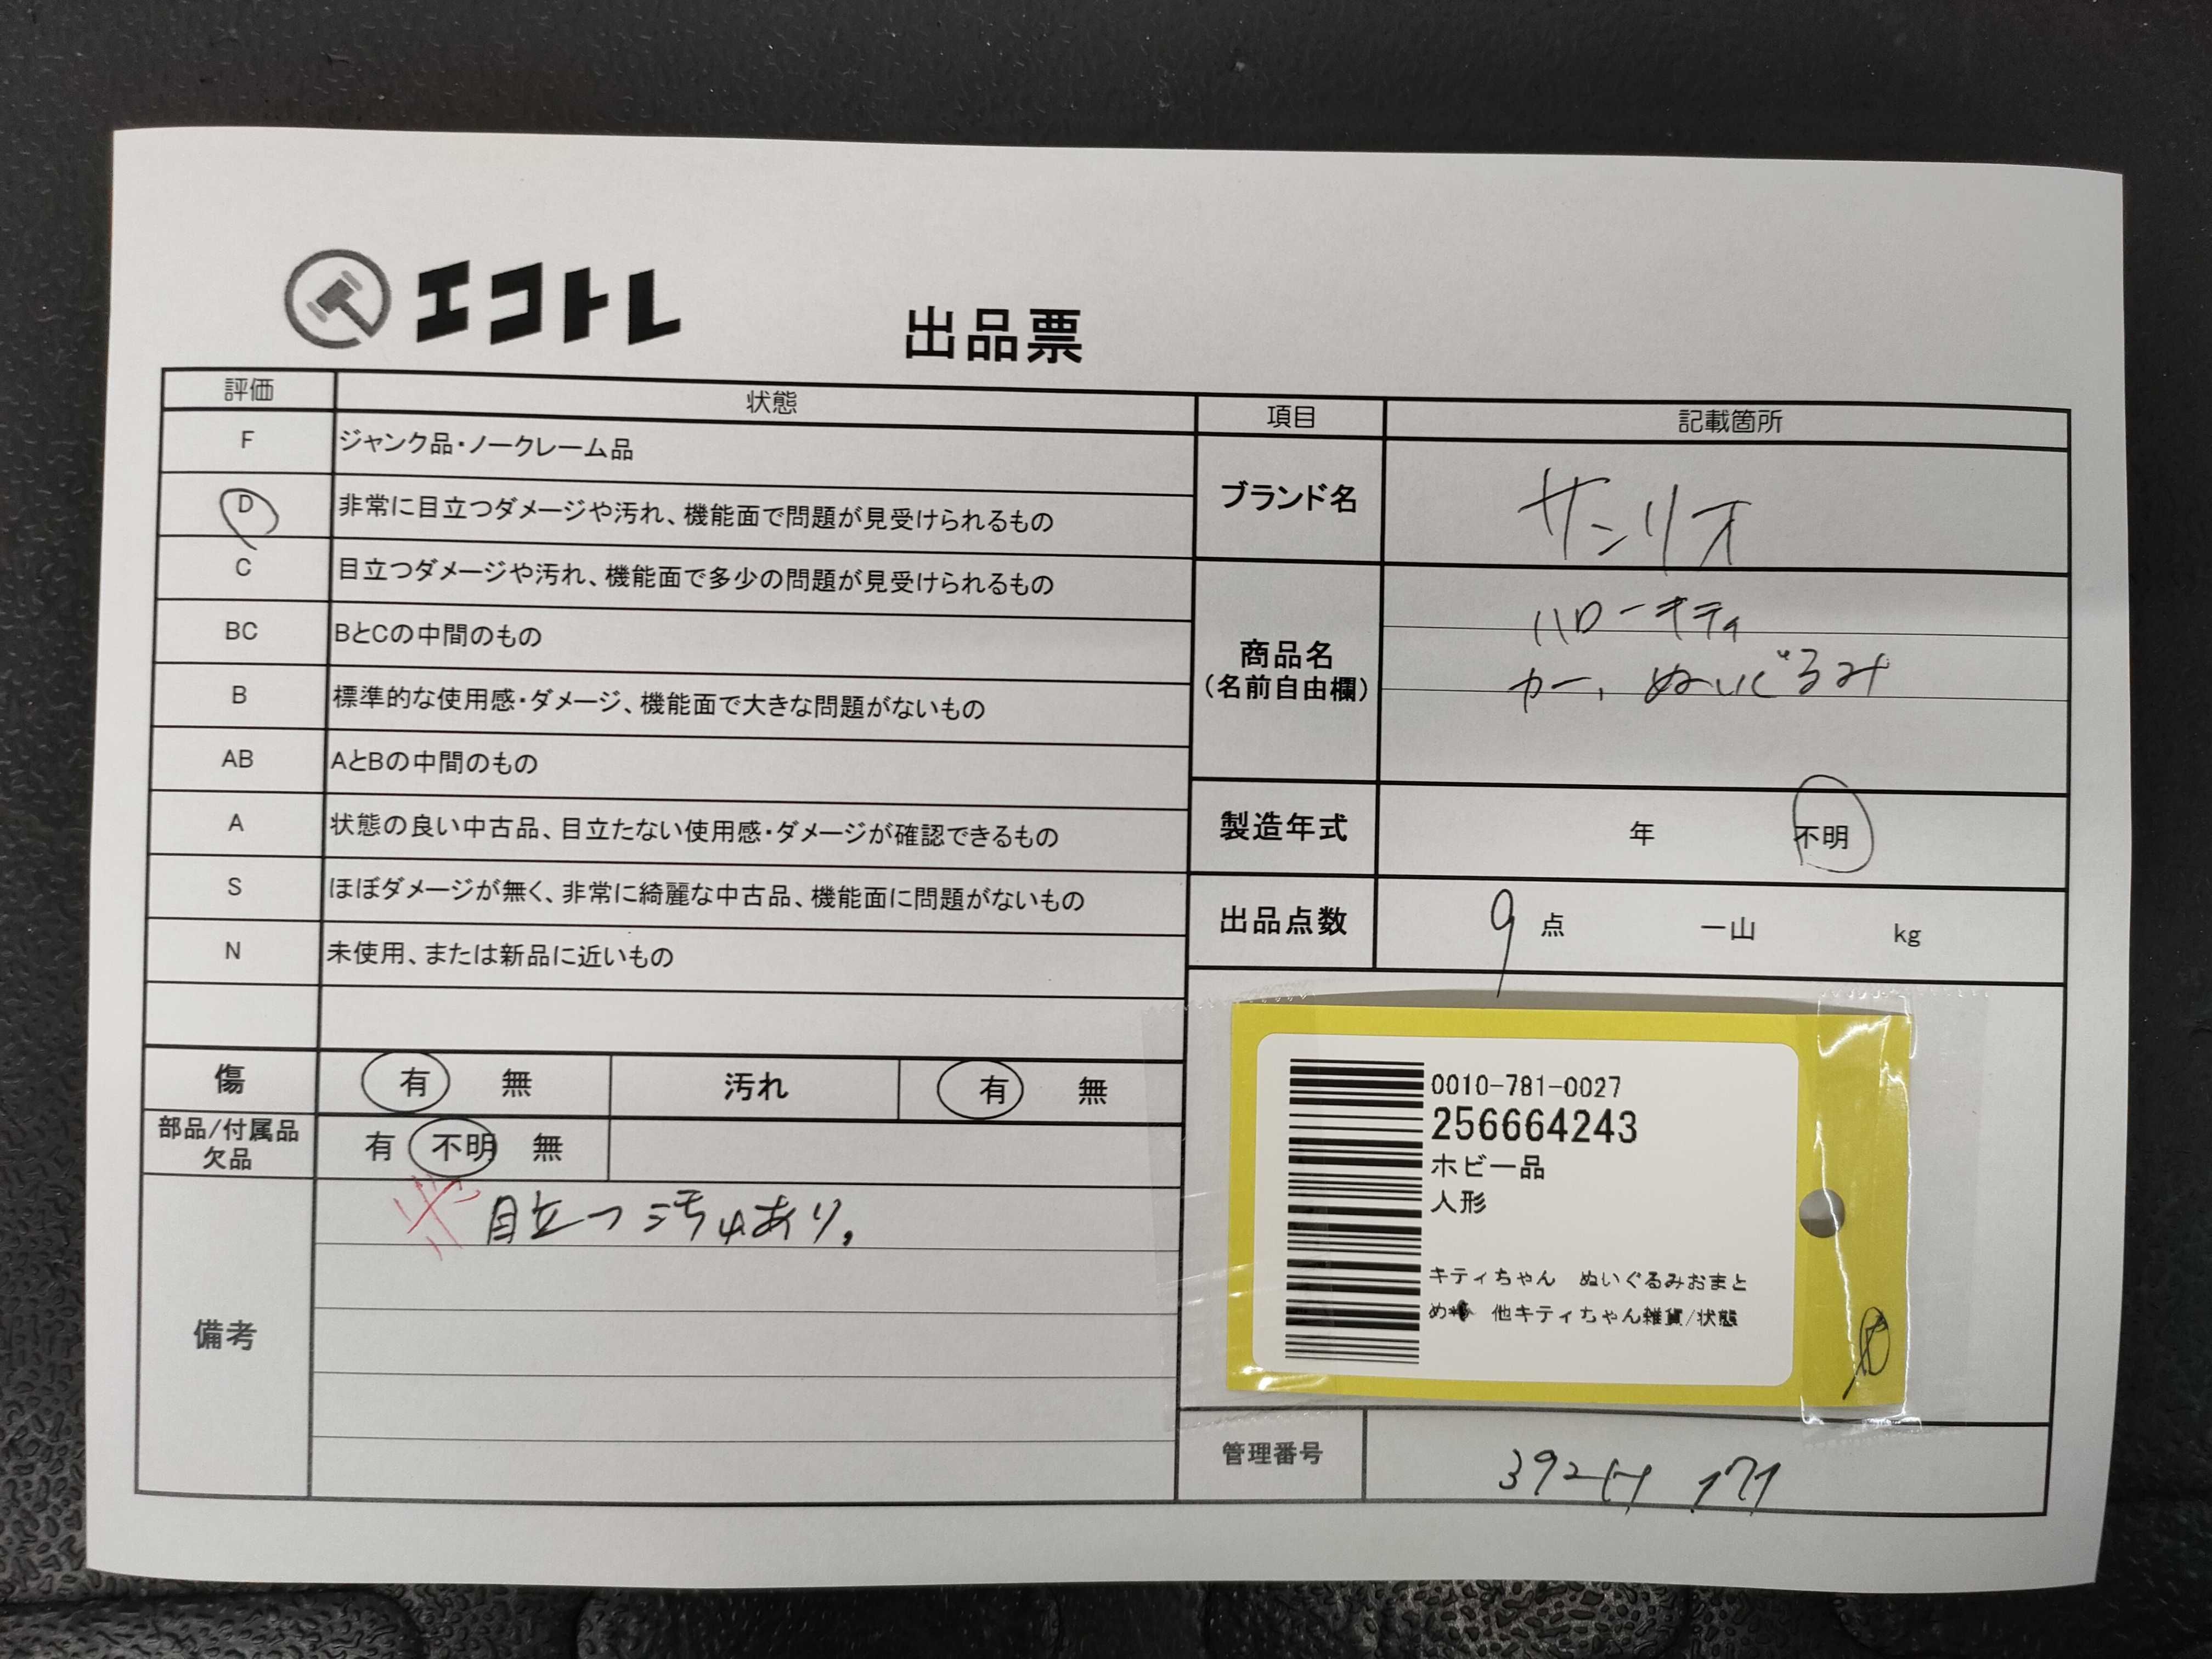 エコトレ
出品票
評価 状態
F ジャンク品・ノークレーム品
D 非常に目立つダメージや汚れ、機能面で問題が見受けられるもの
C 目立つダメージや汚れ、機能面で多少の問題が見受けられるもの
BC BとCの中間のもの
B 標準的な使用感・ダメージ、機能面で大きな問題がないもの
AB AとBの中間のもの
A 状態の良い中古品、目立たない使用感・ダメージが確認できるもの
S ほぼダメージが無く、非常に綺麗な中古品、機能面に問題がないもの
N 未使用、または新品に近いもの
傷 有 無 汚れ 有 無
部品/付属品
欠品 有 不明 無
備考
※ 目立つ汚れあり。
項目 記載箇所
ブランド名 サンリオ
商品名
(名前自由欄)
ハローキティ
カー、ぬいぐるみ
製造年式 年 不明
出品点数 9 点 一山 kg
0010-781-0027
256664243
ホビー品
人形
キティちゃん ぬいぐるみおまと
め* 他キティちゃん雑貨/状態
管理番号 392-H 171